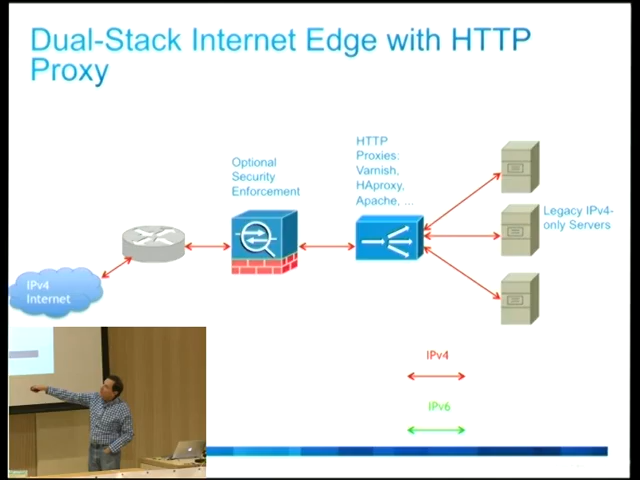 Dual-Stack Internet Edge with HTTP
Proxy
HTTP
Proxies:
Varnish,
HAproxy,
Apache, ...
Optional
Security
Enforcement
Legacy IPv4-
only Servers
IPv4
Internet
IPv4
IPv6